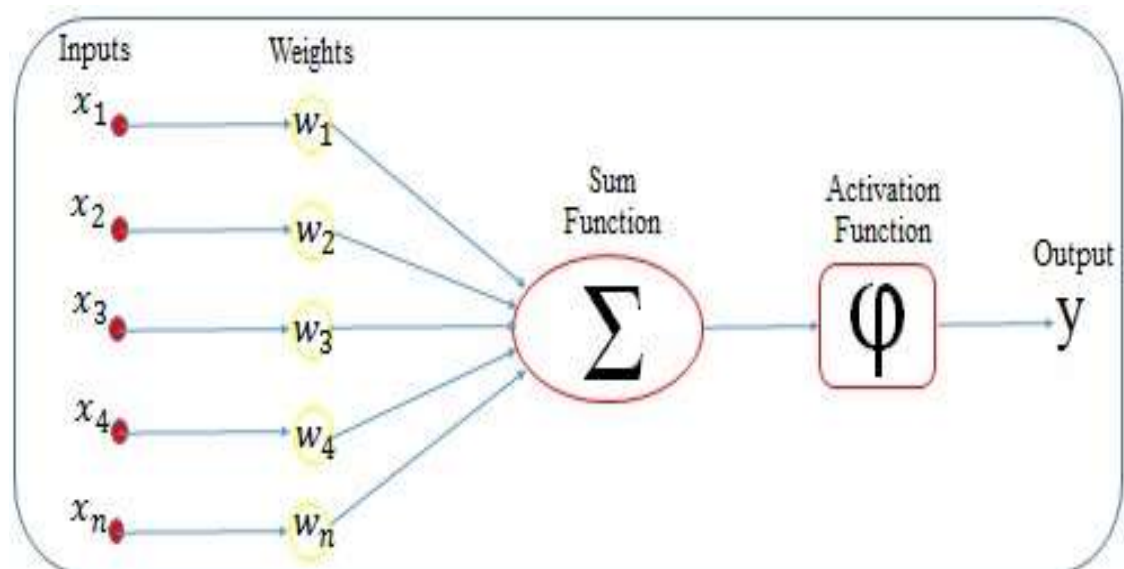 Inputs
Weights
x₁
w₁
x₂
w₂
x₃
w₃
x₄
w₄
xₙ
wₙ
Sum
Function
∑
Activation
Function
φ
Output
y